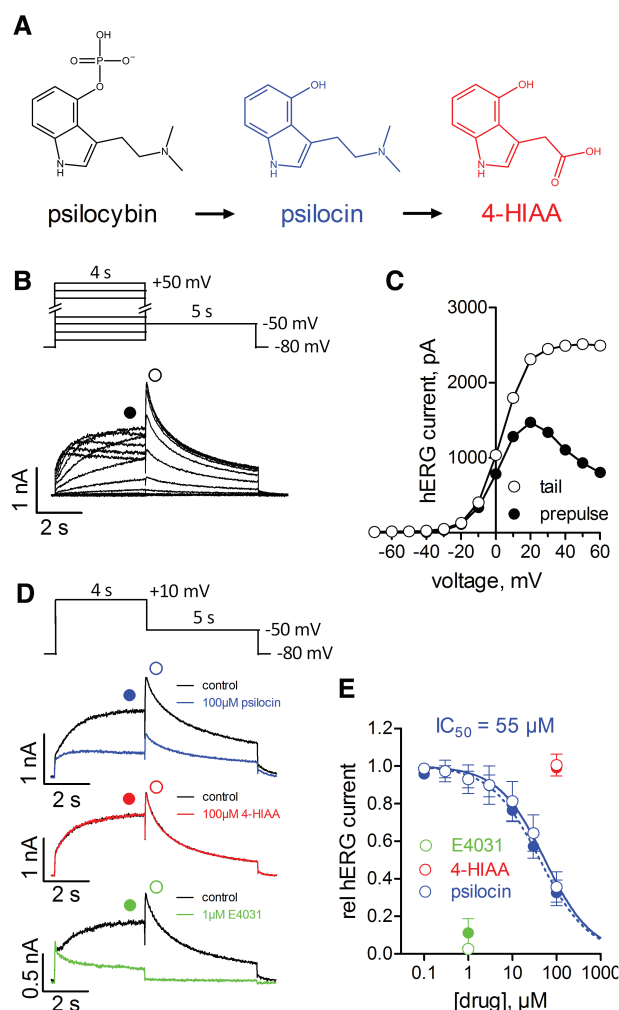 A
OH
O=P-O⁻
O
N
H
N
psilocybin
OH
N
H
N
psilocin
OH
N
H
OH
O
4-HIAA
B
4 s
+50 mV
5 s
-50 mV
-80 mV
1 nA
2 s
C
3000
2000
1000
hERG current, pA
tail
prepulse
-60 -40 -20 0 20 40 60
voltage, mV
D
4 s
+10 mV
5 s
-50 mV
-80 mV
control
100µM psilocin
1 nA
2 s
control
100µM 4-HIAA
1 nA
2 s
control
1µM E4031
0.5 nA
2 s
E
IC50 = 55 µM
1.2
1.0
0.8
0.6
0.4
0.2
0.0
rel hERG current
E4031
4-HIAA
psilocin
0.1 1 10 100 1000
[drug], µM